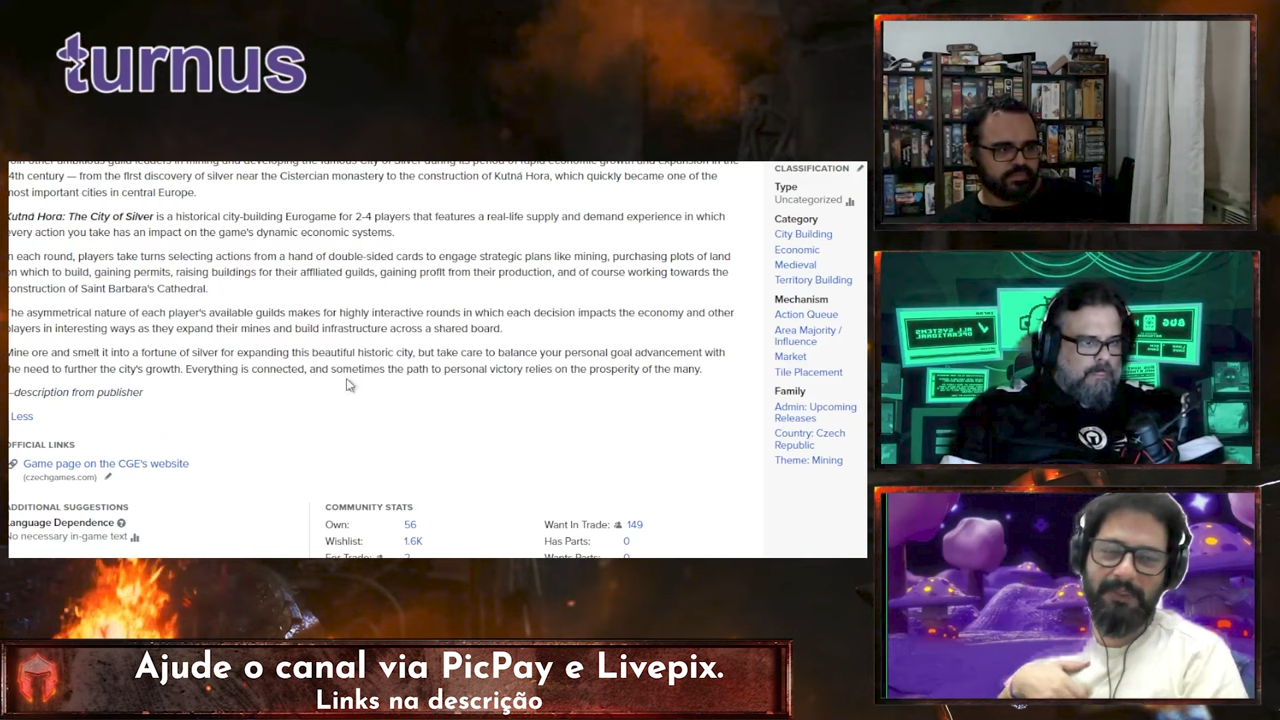 turnus
4th century — from the first discovery of silver near the Cistercian monastery to the construction of Kutná Hora, which quickly became one of the
most important cities in central Europe.
Kutná Hora: The City of Silver is a historical city-building Eurogame for 2-4 players that features a real-life supply and demand experience in which
every action you take has an impact on the game's dynamic economic systems.
n each round, players take turns selecting actions from a hand of double-sided cards to engage strategic plans like mining, purchasing plots of land
on which to build, gaining permits, raising buildings for their affiliated guilds, gaining profit from their production, and of course working towards the
construction of Saint Barbara's Cathedral.
The asymmetrical nature of each player's available guilds makes for highly interactive rounds in which each decision impacts the economy and other
players in interesting ways as they expand their mines and build infrastructure across a shared board.
Mine ore and smelt it into a fortune of silver for expanding this beautiful historic city, but take care to balance your personal goal advancement with
he need to further the city's growth. Everything is connected, and sometimes the path to personal victory relies on the prosperity of the many.
—description from publisher
Less
OFFICIAL LINKS
Game page on the CGE's website
(czechgames.com)
ADDITIONAL SUGGESTIONS
Language Dependence
No necessary in-game text
COMMUNITY STATS
Own: 56
Wishlist: 1.6K
For Trade: 2
Want In Trade: 149
Has Parts: 0
Wants Parts: 0
CLASSIFICATION
Type
Uncategorized
Category
City Building
Economic
Medieval
Territory Building
Mechanism
Action Queue
Area Majority /
Influence
Market
Tile Placement
Family
Admin: Upcoming
Releases
Country: Czech
Republic
Theme: Mining
Ajude o canal via PicPay e Livepix.
Links na descrição